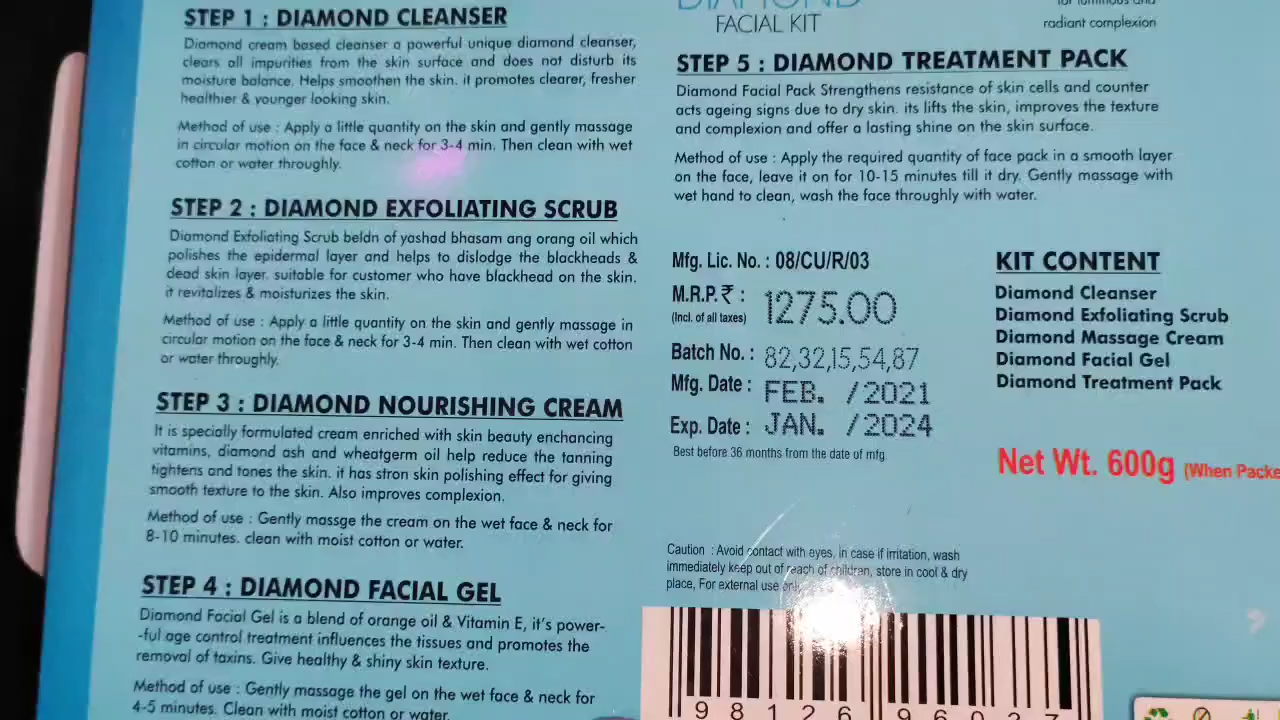 STEP 1 : DIAMOND CLEANSER
Diamond cream based cleanser a powerful unique diamond cleanser,
clears all impurities from the skin surface and does not disturb its
moisture balance. Helps smoothen the skin. it promotes clearer, fresher
healthier & younger looking skin.
Method of use : Apply a little quantity on the skin and gently massage
in circular motion on the face & neck for 3-4 min. Then clean with wet
cotton or water throughly.
STEP 2 : DIAMOND EXFOLIATING SCRUB
Diamond Exfoliating Scrub beldn of yashad bhasam ang orang oil which
polishes the epidermal layer and helps to dislodge the blackheads &
dead skin layer. suitable for customer who have blackhead on the skin.
it revitalizes & moisturizes the skin.
Method of use : Apply a little quantity on the skin and gently massage in
circular motion on the face & neck for 3-4 min. Then clean with wet cotton
or water throughly.
STEP 3 : DIAMOND NOURISHING CREAM
It is specially formulated cream enriched with skin beauty enchancing
vitamins, diamond ash and wheatgerm oil help reduce the tanning
tightens and tones the skin. it has stron skin polishing effect for giving
smooth texture to the skin. Also improves complexion.
Method of use : Gently massge the cream on the wet face & neck for
8-10 minutes. clean with moist cotton or water.
STEP 4 : DIAMOND FACIAL GEL
Diamond Facial Gel is a blend of orange oil & Vitamin E, it's power-
-ful age control treatment influences the tissues and promotes the
removal of taxins. Give healthy & shiny skin texture.
Method of use : Gently massage the gel on the wet face & neck for
4-5 minutes. Clean with moist cotton or water.
DIAMOND
FACIAL KIT
for luminous and
radiant complexion
STEP 5 : DIAMOND TREATMENT PACK
Diamond Facial Pack Strengthens resistance of skin cells and counter
acts ageing signs due to dry skin. its lifts the skin, improves the texture
and complexion and offer a lasting shine on the skin surface.
Method of use : Apply the required quantity of face pack in a smooth layer
on the face, leave it on for 10-15 minutes till it dry. Gently massage with
wet hand to clean, wash the face throughly with water.
Mfg. Lic. No. : 08/CU/R/03
M.R.P.₹ : 1275.00
(Incl. of all taxes)
Batch No. : 82,32,15,54,87
Mfg. Date : FEB. /2021
Exp. Date : JAN. /2024
Best before 36 months from the date of mfg.
KIT CONTENT
Diamond Cleanser
Diamond Exfoliating Scrub
Diamond Massage Cream
Diamond Facial Gel
Diamond Treatment Pack
Net Wt. 600g (When Packe
Caution : Avoid contact with eyes, in case if irritation, wash
immediately keep out of reach of children, store in cool & dry
place, For external use only
98126 96027